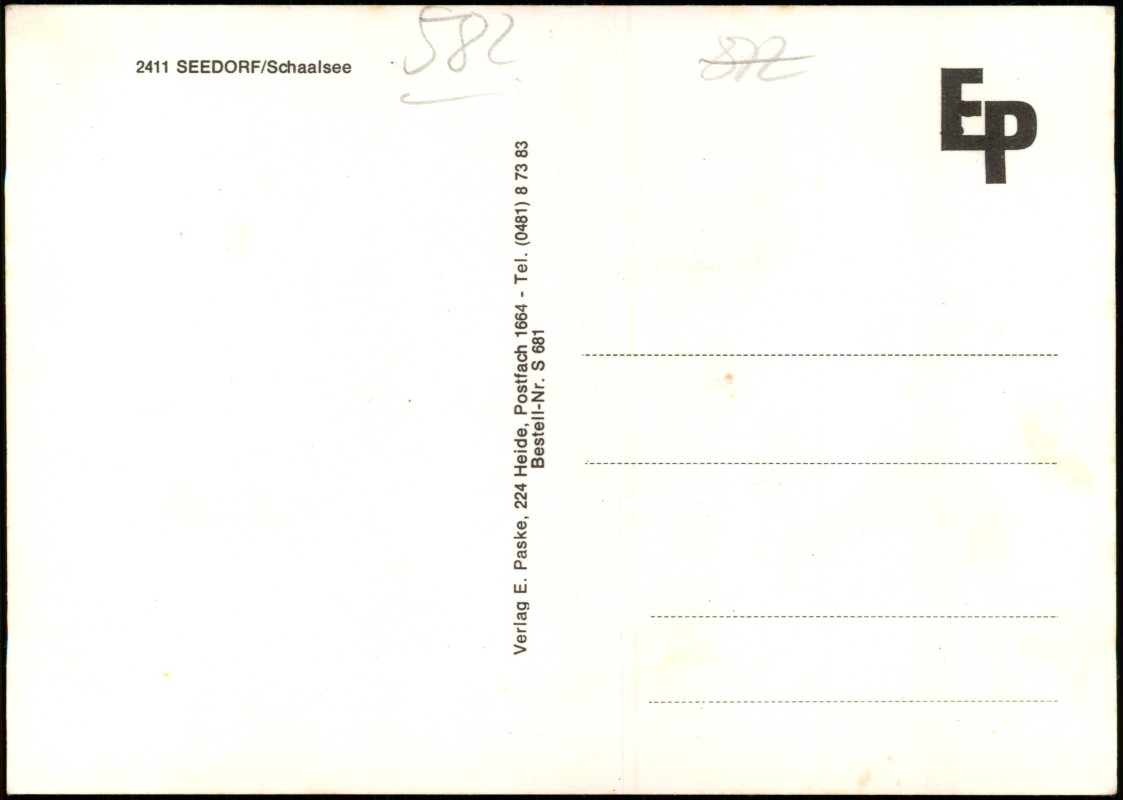 2411 SEEDORF/Schaalsee
582
EP
Verlag E. Paske, 224 Heide, Postfach 1664 - Tel. (0481) 8 73 83
Bestell-Nr. S 681